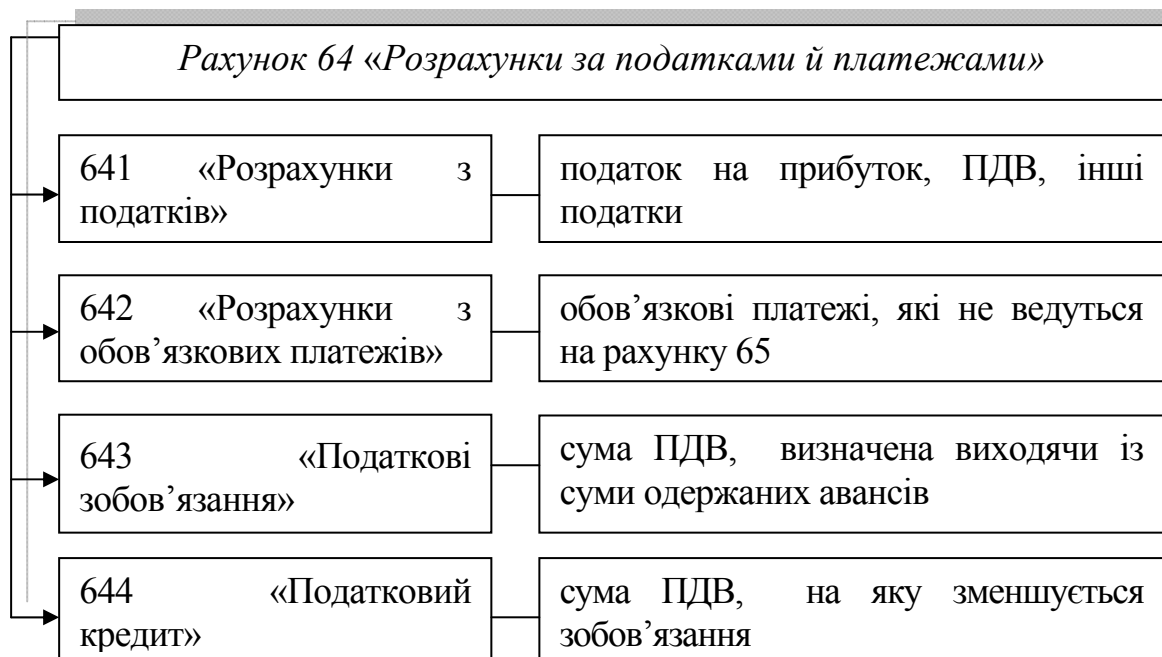 Рахунок 64 «Розрахунки за податками й платежами»
641 «Розрахунки з
податків»
податок на прибуток, ПДВ, інші
податки
642 «Розрахунки з
обов’язкових платежів»
обов’язкові платежі, які не ведуться
на рахунку 65
643 «Податкові
зобов’язання»
сума ПДВ, визначена виходячи із
суми одержаних авансів
644 «Податковий
кредит»
сума ПДВ, на яку зменшується
зобов’язання